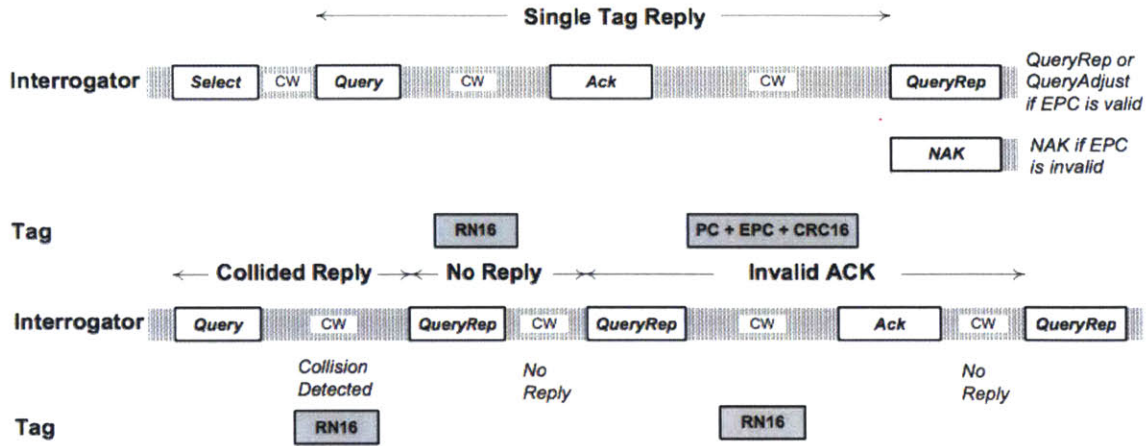 Single Tag Reply
Interrogator Select CW Query CW Ack CW QueryRep
QueryRep or
QueryAdjust
if EPC is valid
NAK
NAK if EPC
is invalid
Tag RN16 PC + EPC + CRC16
Collided Reply No Reply Invalid ACK
Interrogator Query CW QueryRep CW QueryRep CW Ack CW QueryRep
Collision
Detected
No
Reply
No
Reply
Tag RN16 RN16